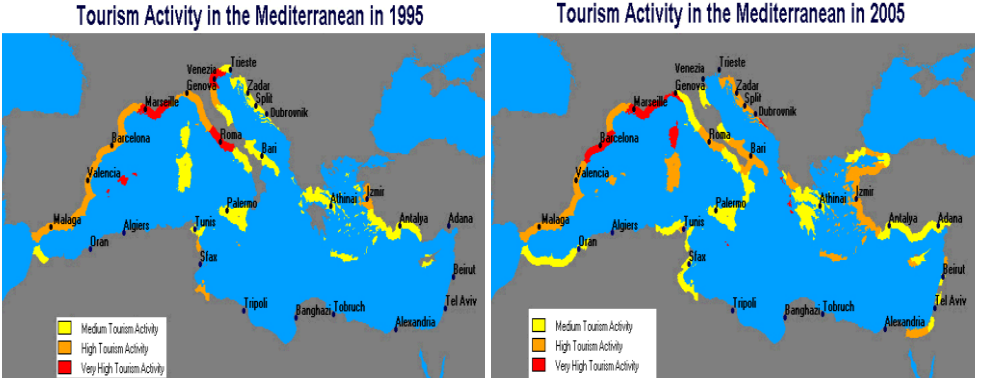 Tourism Activity in the Mediterranean in 1995
Trieste
Venezia
Genova
Zadar
Split
Dubrovnik
Marseille
Roma
Barcelona
Bari
Valencia
Izmir
Palermo
Athinai
Malaga
Algiers
Tunis
Antalya
Adana
Oran
Sfax
Beirut
Tripoli
Banghazi
Tobruch
Tel Aviv
Alexandria
Medium Tourism Activity
High Tourism Activity
Very High Tourism Activity
Tourism Activity in the Mediterranean in 2005
Trieste
Venezia
Genova
Zadar
Split
Dubrovnik
Marseille
Roma
Barcelona
Bari
Valencia
Izmir
Palermo
Athinai
Malaga
Algiers
Tunis
Antalya
Adana
Oran
Sfax
Beirut
Tripoli
Banghazi
Tobruch
Tel Aviv
Alexandria
Medium Tourism Activity
High Tourism Activity
Very High Tourism Activity